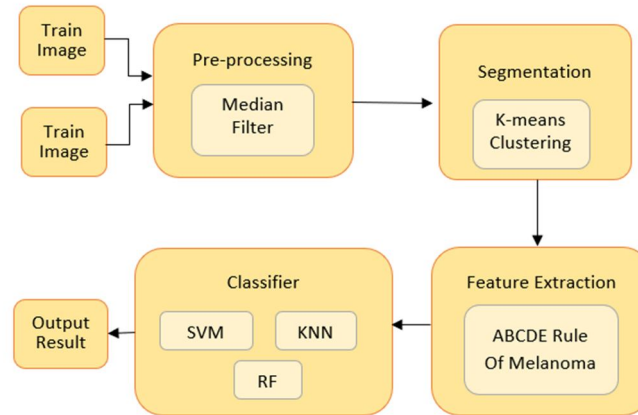 Train
Image
Train
Image
Pre-processing
Median
Filter
Segmentation
K-means
Clustering
Feature Extraction
ABCDE Rule
Of Melanoma
Classifier
SVM
KNN
RF
Output
Result